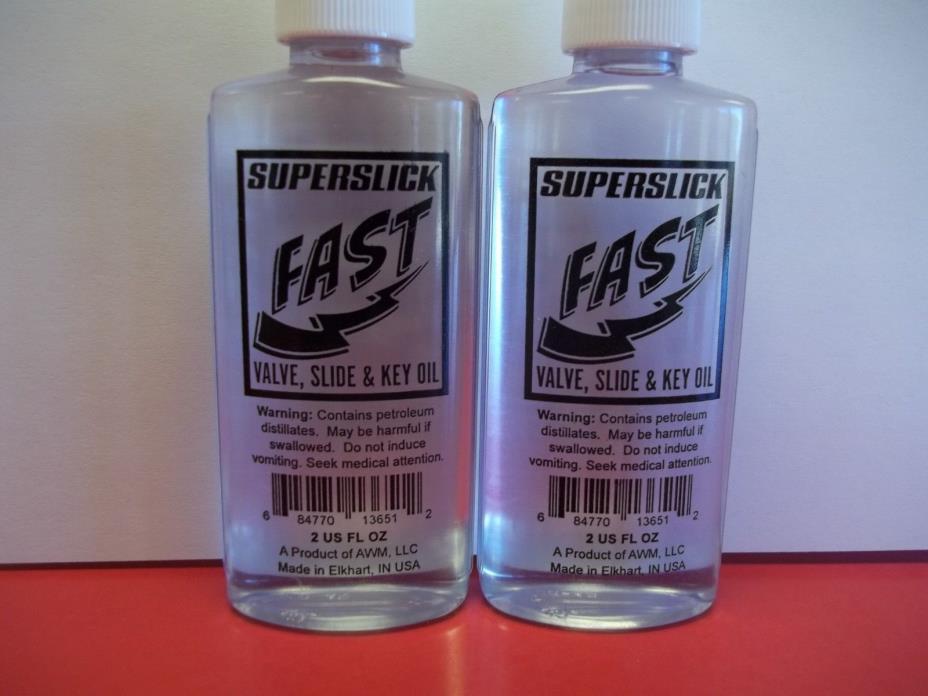 SUPERSLICK
FAST
VALVE, SLIDE & KEY OIL
Warning: Contains petroleum
distillates. May be harmful if
swallowed. Do not induce
vomiting. Seek medical attention.
6 84770 13651 2
2 US FL OZ
A Product of AWM, LLC
Made in Elkhart, IN USA
SUPERSLICK
FAST
VALVE, SLIDE & KEY OIL
Warning: Contains petroleum
distillates. May be harmful if
swallowed. Do not induce
vomiting. Seek medical attention.
6 84770 13651 2
2 US FL OZ
A Product of AWM, LLC
Made in Elkhart, IN USA